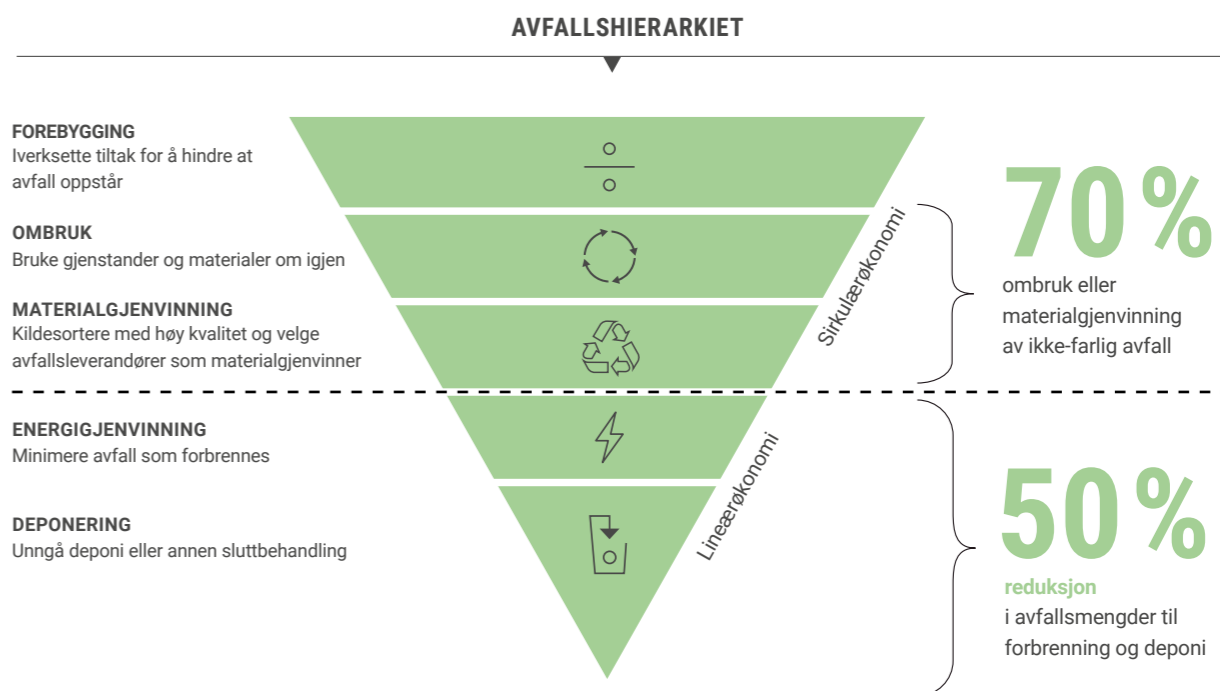 AVFALLSHIERARKIET
FOREBYGGING
Iverksette tiltak for å hindre at
avfall oppstår
OMBRUK
Bruke gjenstander og materialer om igjen
MATERIALGJENVINNING
Kildesortere med høy kvalitet og velge
avfallsleverandører som materialgjenvinner
ENERGIGJENVINNING
Minimere avfall som forbrennes
DEPONERING
Unngå deponi eller annen sluttbehandling
Sirkulærøkonomi
Lineærøkonomi
70 %
ombruk eller
materialgjenvinning
av ikke-farlig avfall
50 %
reduksjon
i avfallsmengder til
forbrenning og deponi